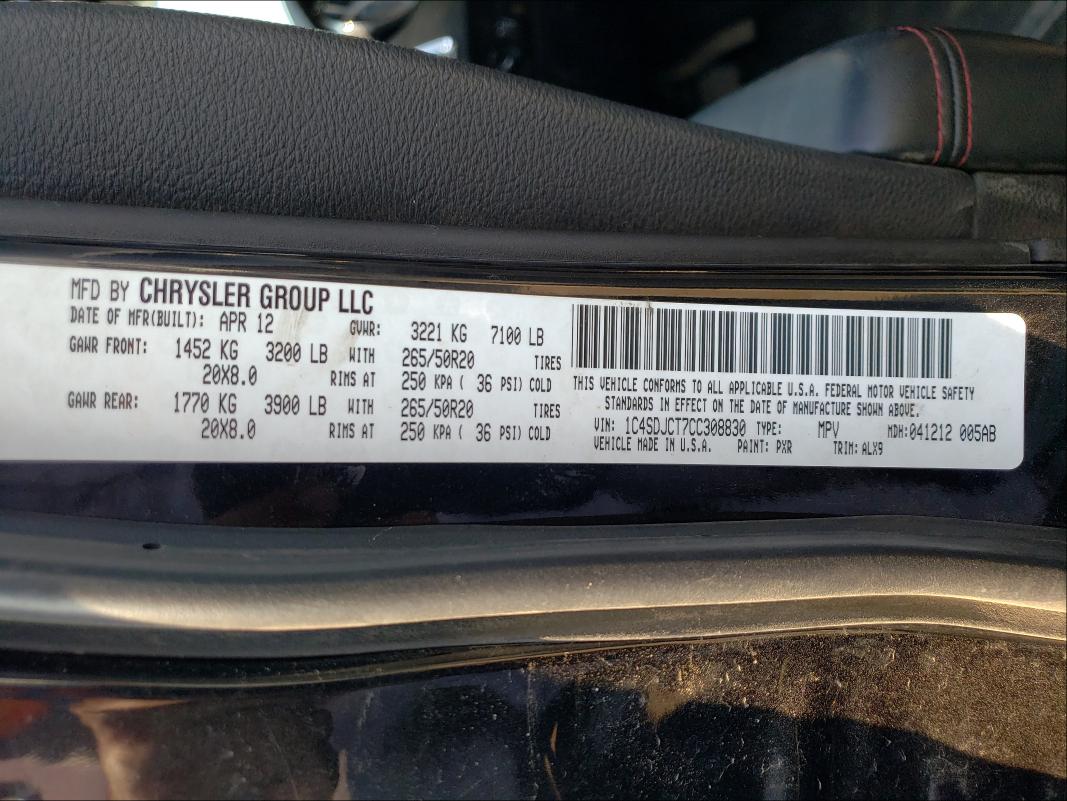 MFD BY CHRYSLER GROUP LLC
DATE OF MFR(BUILT): APR 12 GVWR: 3221 KG 7100 LB
GAWR FRONT: 1452 KG 3200 LB WITH 265/50R20 TIRES
20X8.0 RIMS AT 250 KPA ( 36 PSI) COLD
GAWR REAR: 1770 KG 3900 LB WITH 265/50R20 TIRES
20X8.0 RIMS AT 250 KPA ( 36 PSI) COLD
THIS VEHICLE CONFORMS TO ALL APPLICABLE U.S.A. FEDERAL MOTOR VEHICLE SAFETY
STANDARDS IN EFFECT ON THE DATE OF MANUFACTURE SHOWN ABOVE.
VIN: 1C4SDJCT7CC308830 TYPE: MPV MDH:041212 005AB
VEHICLE MADE IN U.S.A. PAINT: PXR TRIM: ALX9